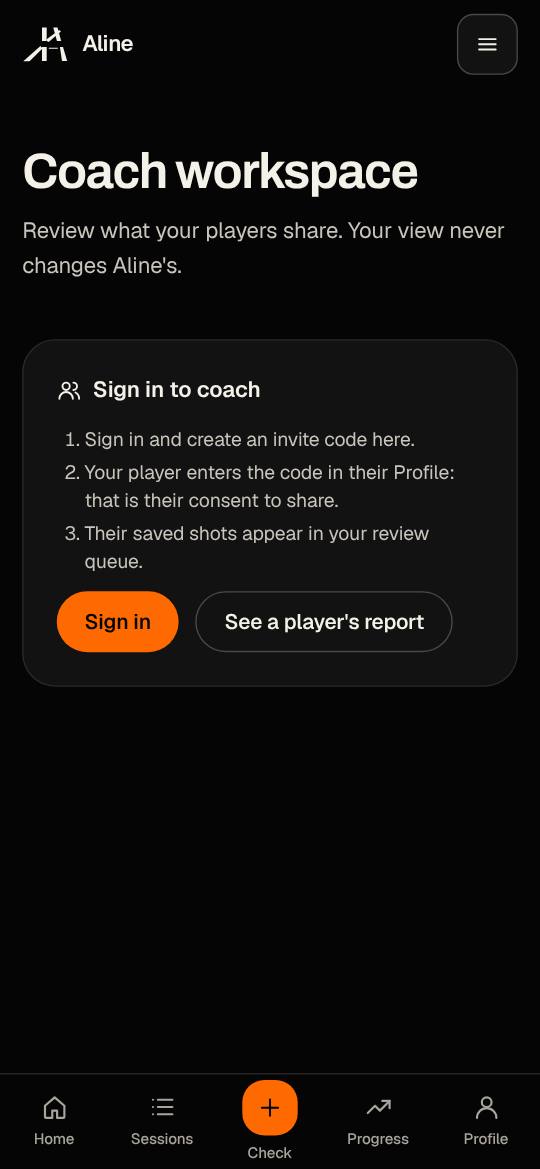 Aline
Coach workspace
Review what your players share. Your view never
changes Aline's.
Sign in to coach
1. Sign in and create an invite code here.
2. Your player enters the code in their Profile:
that is their consent to share.
3. Their saved shots appear in your review
queue.
Sign in
See a player's report
Home
Sessions
Check
Progress
Profile